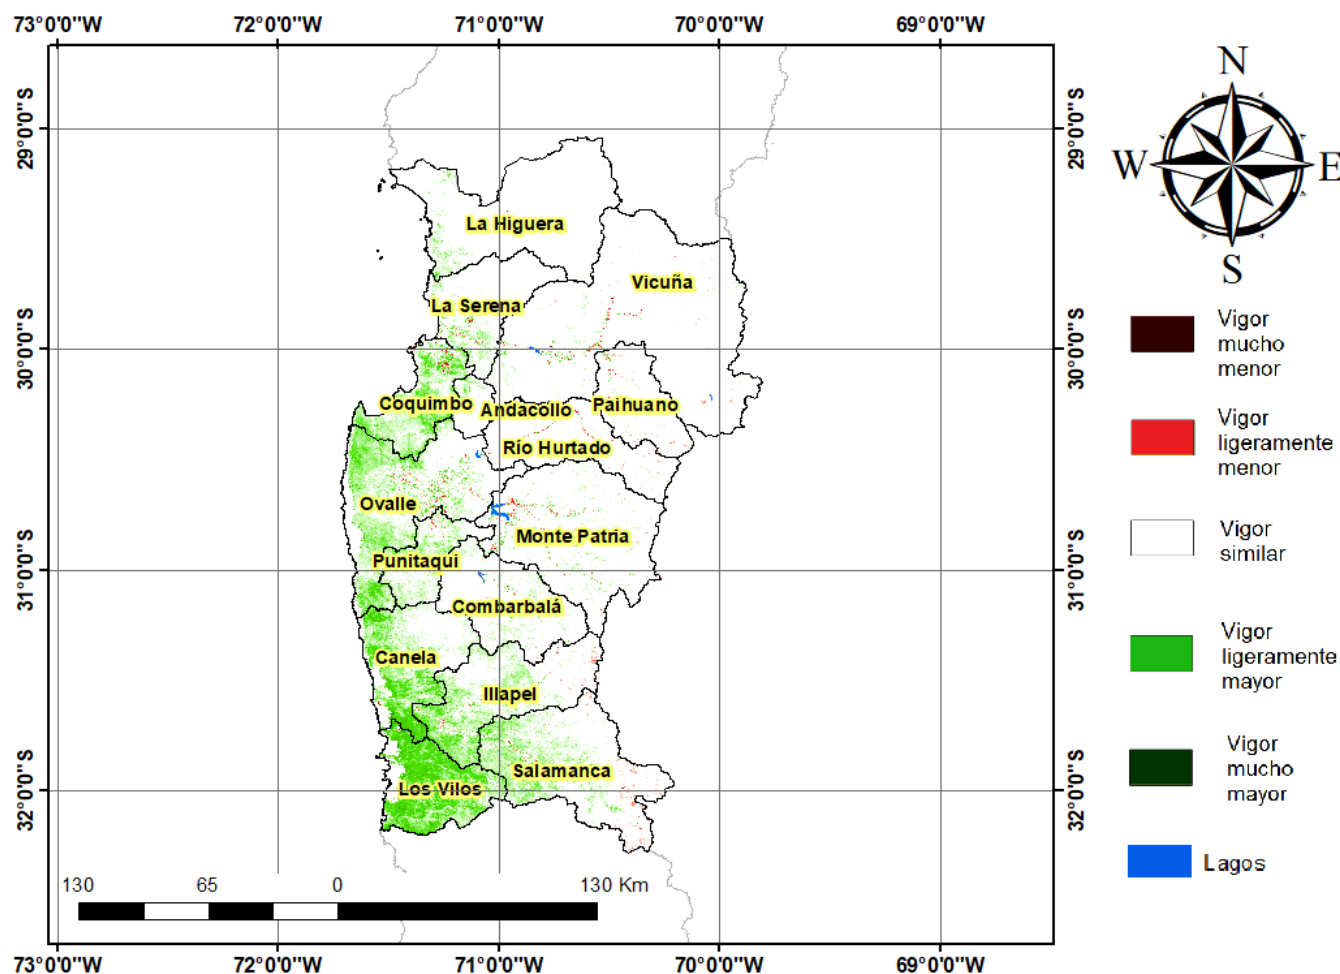 73°0'0"W 72°0'0"W 71°0'0"W 70°0'0"W 69°0'0"W
29°0'0"S
30°0'0"S
31°0'0"S
32°0'0"S
La Higuera
Vicuña
La Serena
Coquimbo
Andacollo
Paihuano
Río Hurtado
Ovalle
Monte Patria
Punitaqui
Combarbalá
Canela
Illapel
Salamanca
Los Vilos
130 65 0 130 Km
29°0'0"S
30°0'0"S
31°0'0"S
32°0'0"S
73°0'0"W 72°0'0"W 71°0'0"W 70°0'0"W 69°0'0"W
N
W E
S
Vigor
mucho
menor
Vigor
ligeramente
menor
Vigor
similar
Vigor
ligeramente
mayor
Vigor
mucho
mayor
Lagos